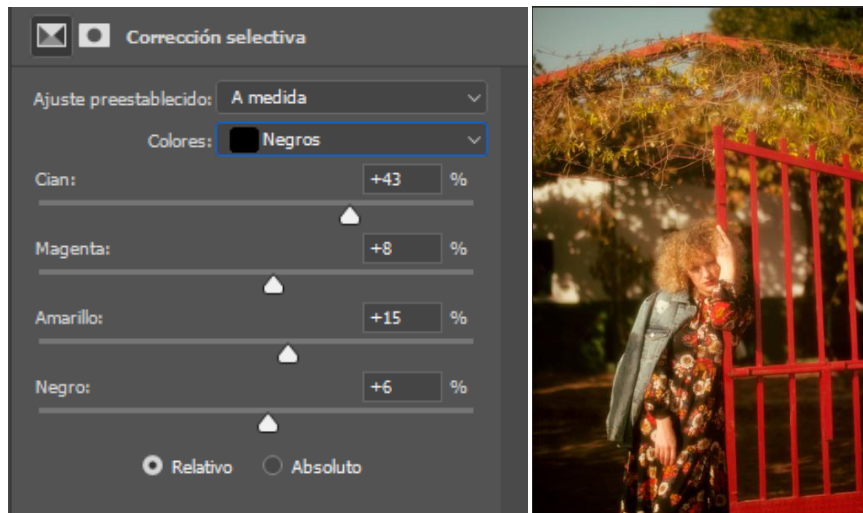 Corrección selectiva
Ajuste preestablecido: A medida
Colores: Negros
Cian: +43 %
Magenta: +8 %
Amarillo: +15 %
Negro: +6 %
Relativo Absoluto